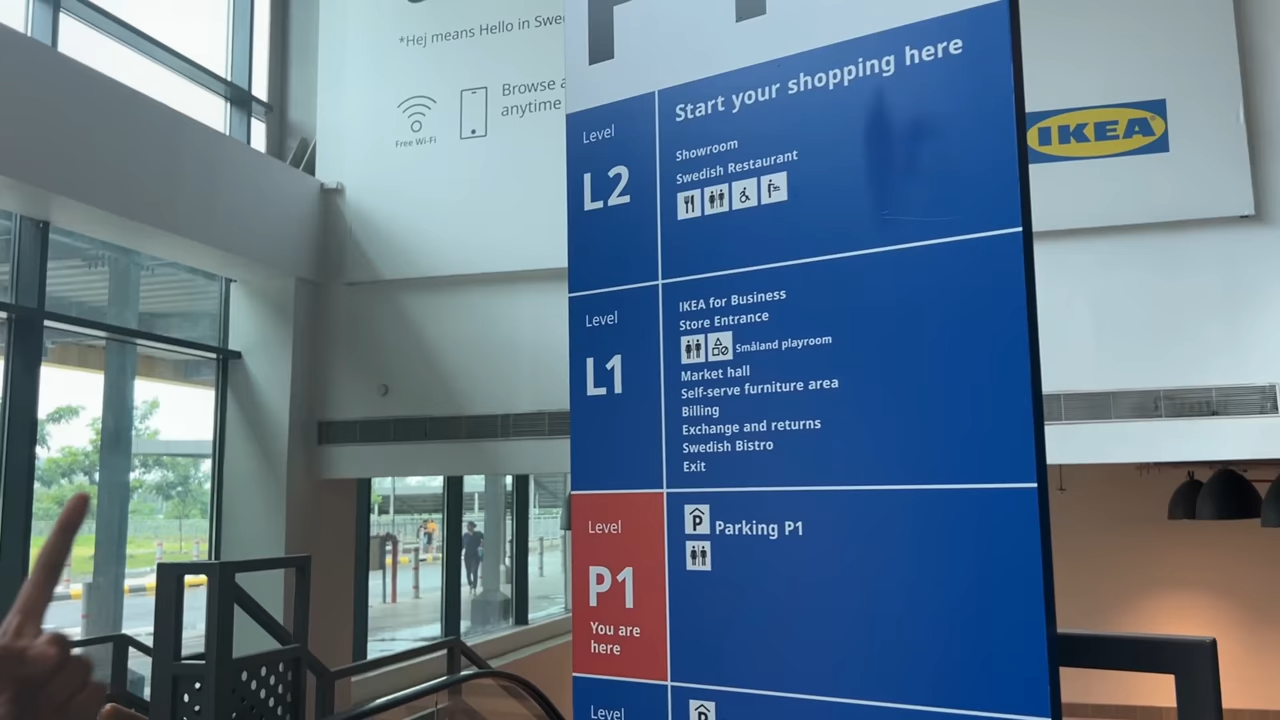 *Hej means Hello in
Browse
anytime
Free Wi-Fi
Start your shopping here
Level
L2
Showroom
Swedish Restaurant
IKEA
Level
L1
IKEA for Business
Store Entrance
Småland playroom
Market hall
Self-serve furniture area
Billing
Exchange and returns
Swedish Bistro
Exit
Level
P1
You are
here
P
Parking P1
Level
P